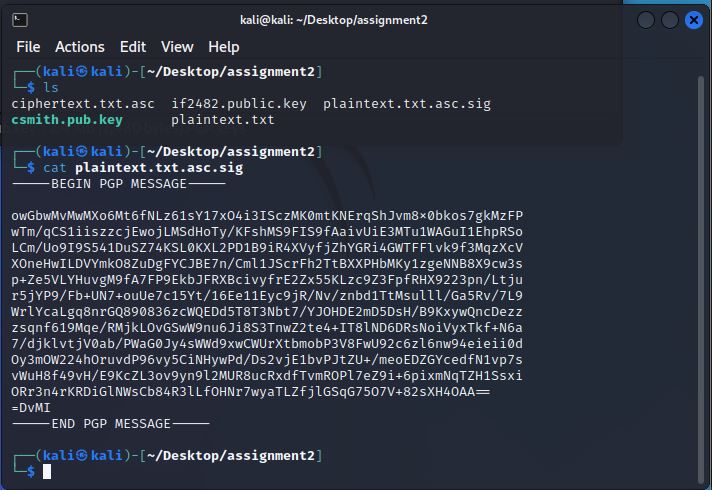 kali@kali: ~/Desktop/assignment2
File Actions Edit View Help
┌──(kali㉿kali)-[~/Desktop/assignment2]
└─$ ls
ciphertext.txt.asc if2482.public.key plaintext.txt.asc.sig
csmith.pub.key plaintext.txt
┌──(kali㉿kali)-[~/Desktop/assignment2]
└─$ cat plaintext.txt.asc.sig
-----BEGIN PGP MESSAGE-----
owGbwMvMwMXo6Mt6fNLz61sY17xO4i3ISczMK0mtKNErqShJvm8×0bkos7gkMzFP
wTm/qCS1iiszzcjEwojLMSdHoTy/KFshMS9FIS9fAaivUiE3MTu1WAGuI1EhpRSo
LCm/Uo9I9S541DuSZ74KSL0KXL2PD1B9iR4XVyfjZhYGRi4GWTFFlvk9f3MqzXcV
XOneHwILDVYmkO8ZuDgFYCJBE7n/Cml1JScrFh2TtBXXPHbMKy1zgeNNB8X9cw3s
p+Ze5VLYHuvgM9fA7FP9EkbJFRXBcivyfrE2Zx55KLzc9Z3FpfRHX9223pn/Ltju
r5jYP9/Fb+UN7+ouUe7c15Yt/16Ee11Eyc9jR/Nv/znbd1TtMsulll/Ga5Rv/7L9
WrlYcaLgq8nrGQ890836zcWQEDd5T8T3Nbt7/YJOHDE2mD5DsH/B9KxywQncDezz
zsqnf619Mqe/RMjkLOvGSwW9nu6Ji8S3TnwZ2te4+IT8lND6DRsNoiVyxTkf+N6a
7/djklvtjV0ab/PWaG0Jy4sWWd9xwCWUrXtbmobP3V8FwU92c6zl6nw94eieii0d
Oy3mOW224hOruvdP96vy5CiNHywPd/Ds2vjE1bvPJtZU+/meoEDZGYcedfN1vp7s
vWuH8f49vH/E9KcZL3ov9yn9l2MUR8ucRxdfTvmROPl7eZ9i+6pixmNqTZH1Ssxi
ORr3n4rKRDiGlNWsCb84R3lLfOHNr7wyaTLZfjlGSqG75O7V+82sXH4OAA==
=DvMI
-----END PGP MESSAGE-----
┌──(kali㉿kali)-[~/Desktop/assignment2]
└─$